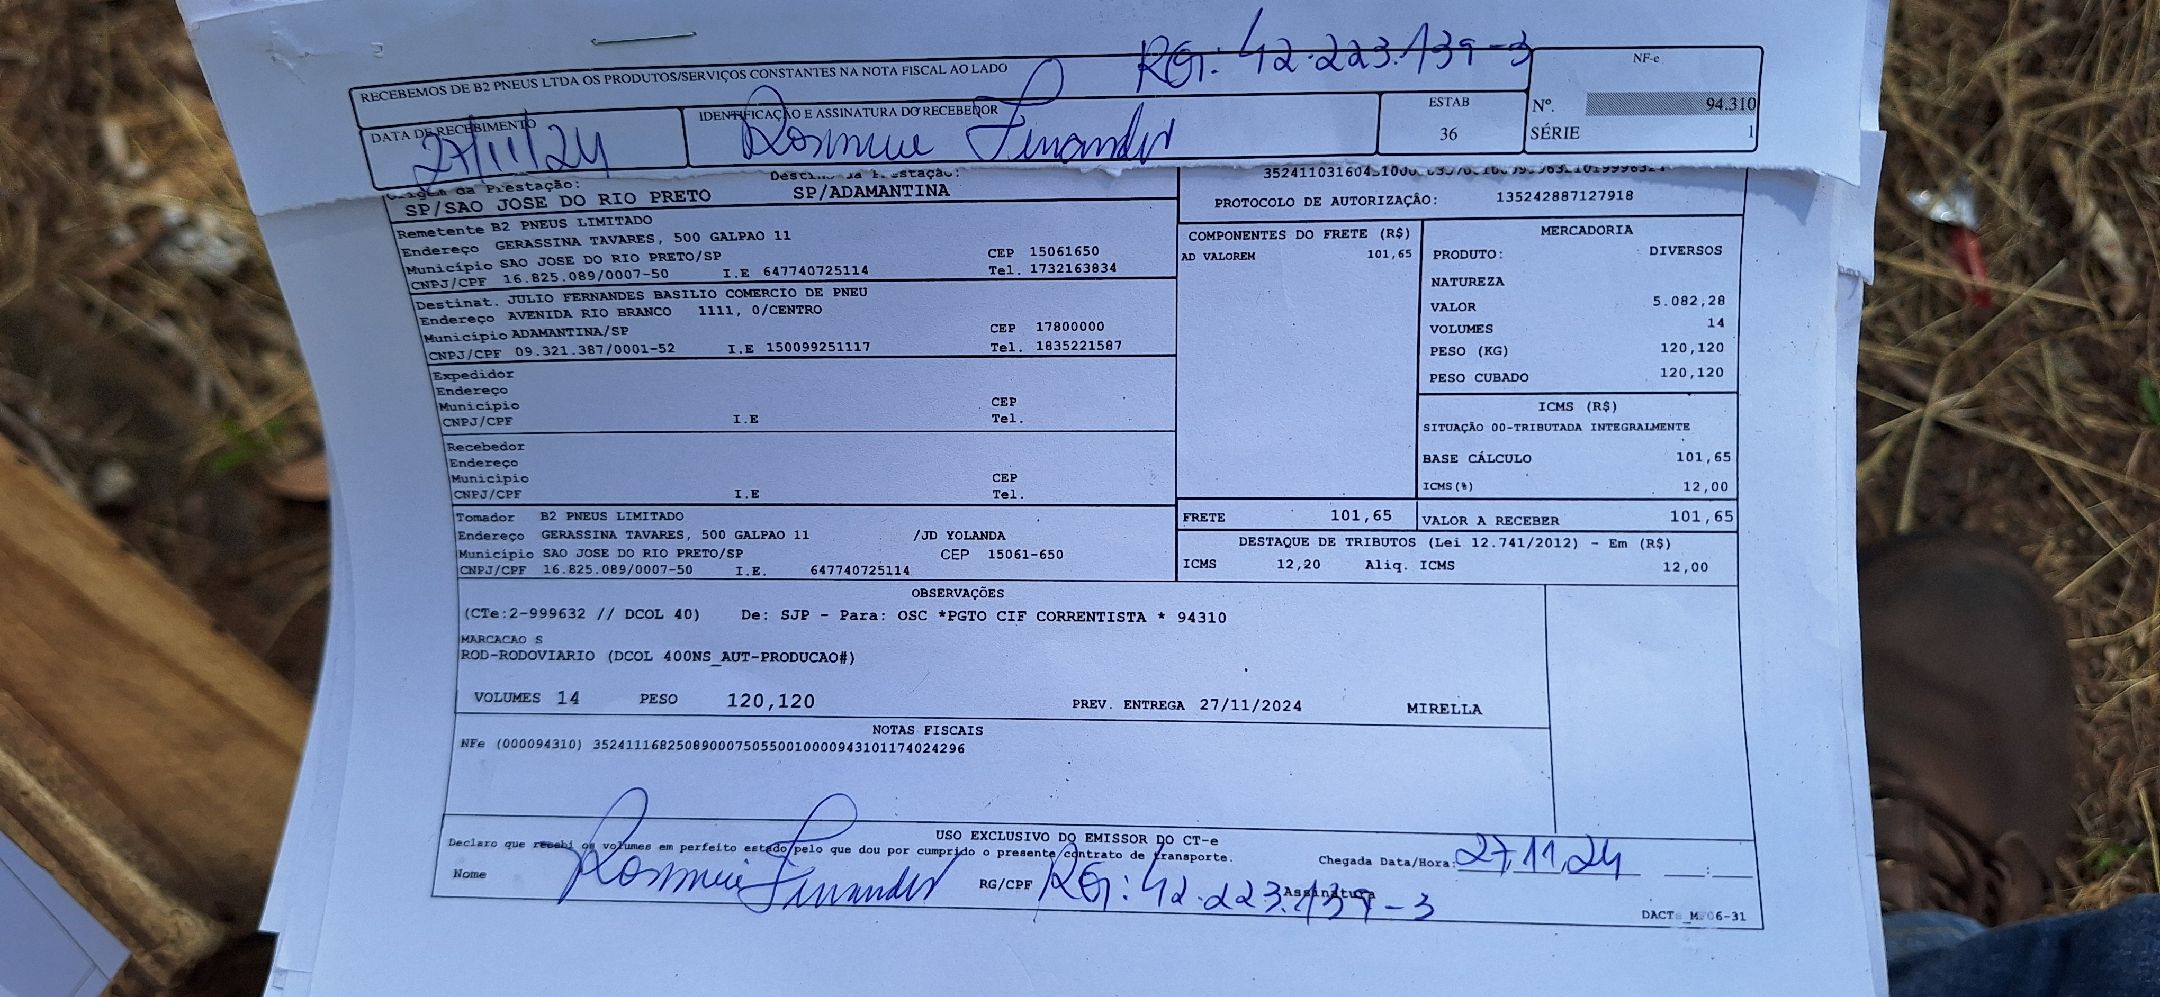 RG: 42.223.139-3
RECEBEMOS DE B2 PNEUS LTDA OS PRODUTOS/SERVIÇOS CONSTANTES NA NOTA FISCAL AO LADO
NF-e
DATA DE RECEBIMENTO
27/11/24
IDENTIFICAÇÃO E ASSINATURA DO RECEBEDOR
ESTAB
36
Nº. 94.310
SÉRIE 1
Origem da Prestação:
SP/SAO JOSE DO RIO PRETO
Destino da Prestação:
SP/ADAMANTINA
PROTOCOLO DE AUTORIZAÇÃO: 135242887127918
Remetente B2 PNEUS LIMITADO
Endereço GERASSINA TAVARES, 500 GALPAO 11
Município SAO JOSE DO RIO PRETO/SP CEP 15061650
CNPJ/CPF 16.825.089/0007-50 I.E 647740725114 Tel. 1732163834
Destinat. JULIO FERNANDES BASILIO COMERCIO DE PNEU
Endereço AVENIDA RIO BRANCO 1111, 0/CENTRO
Município ADAMANTINA/SP CEP 17800000
CNPJ/CPF 09.321.387/0001-52 I.E 150099251117 Tel. 1835221587
Expedidor
Endereço
Município CEP
CNPJ/CPF I.E Tel.
Recebedor
Endereço
Município CEP
CNPJ/CPF I.E Tel.
Tomador B2 PNEUS LIMITADO
Endereço GERASSINA TAVARES, 500 GALPAO 11 /JD YOLANDA
Município SAO JOSE DO RIO PRETO/SP CEP 15061-650
CNPJ/CPF 16.825.089/0007-50 I.E. 647740725114
COMPONENTES DO FRETE (R$)
AD VALOREM 101,65
MERCADORIA
PRODUTO: DIVERSOS
NATUREZA
VALOR 5.082,28
VOLUMES 14
PESO (KG) 120,120
PESO CUBADO 120,120
ICMS (R$)
SITUAÇÃO 00-TRIBUTADA INTEGRALMENTE
BASE CÁLCULO 101,65
ICMS(%) 12,00
FRETE 101,65
VALOR A RECEBER 101,65
DESTAQUE DE TRIBUTOS (Lei 12.741/2012) - Em (R$)
ICMS 12,20 Aliq. ICMS 12,00
OBSERVAÇÕES
(CTe:2-999632 // DCOL 40) De: SJP - Para: OSC *PGTO CIF CORRENTISTA * 94310
MARCACAO S
ROD-RODOVIARIO (DCOL 400NS_AUT-PRODUCAO#)
VOLUMES 14 PESO 120,120 PREV. ENTREGA 27/11/2024 MIRELLA
NOTAS FISCAIS
NFe (000094310) 35241116825089000750550010000943101174024296
USO EXCLUSIVO DO EMISSOR DO CT-e
Declaro que recebi os volumes em perfeito estado pelo que dou por cumprido o presente contrato de transporte.
Chegada Data/Hora: 27,11,24 __:__
Nome
RG/CPF RG: 42.223.139-3
Assinatura